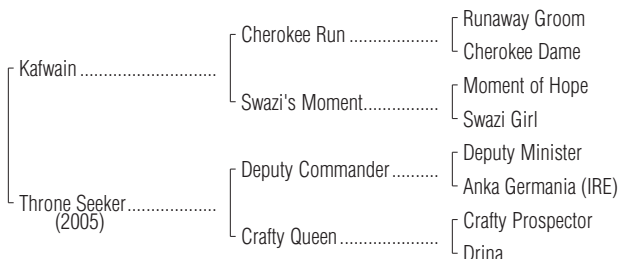 Runaway Groom
Cherokee Run ...................
Cherokee Dame
Kafwain .............................
Moment of Hope
Swazi's Moment................
Swazi Girl
Deputy Minister
Deputy Commander ..........
Anka Germania (IRE)
Throne Seeker...................
(2005)
Crafty Prospector
Crafty Queen .....................
Drina